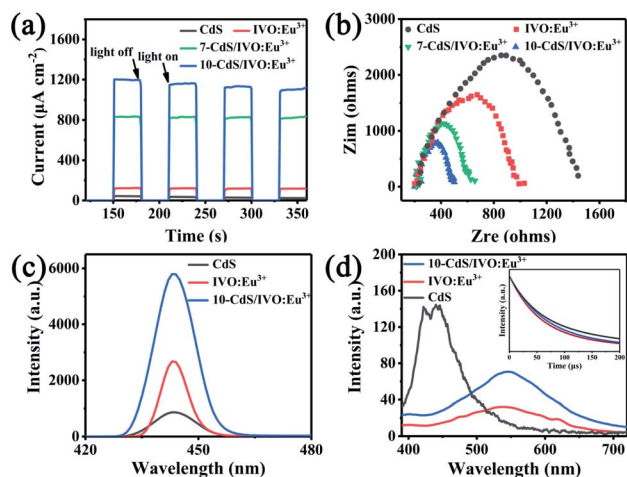 (a)
CdS IVO:Eu³⁺
7-CdS/IVO:Eu³⁺
10-CdS/IVO:Eu³⁺
light off
light on
Current (μA cm⁻²)
1600
1200
800
400
0
150 200 250 300 350
Time (s)
(b)
CdS IVO:Eu³⁺
7-CdS/IVO:Eu³⁺ 10-CdS/IVO:Eu³⁺
Zim (ohms)
3000
2000
1000
0
400 800 1200 1600
Zre (ohms)
(c)
CdS
IVO:Eu³⁺
10-CdS/IVO:Eu³⁺
Intensity (a.u.)
6000
4000
2000
0
420 450 480
Wavelength (nm)
(d)
10-CdS/IVO:Eu³⁺
IVO:Eu³⁺
CdS
Intensity (a.u.)
200
160
120
80
40
0
400 500 600 700
Wavelength (nm)
Intensity (a.u.)
0 50 100 150 200
Time (μs)